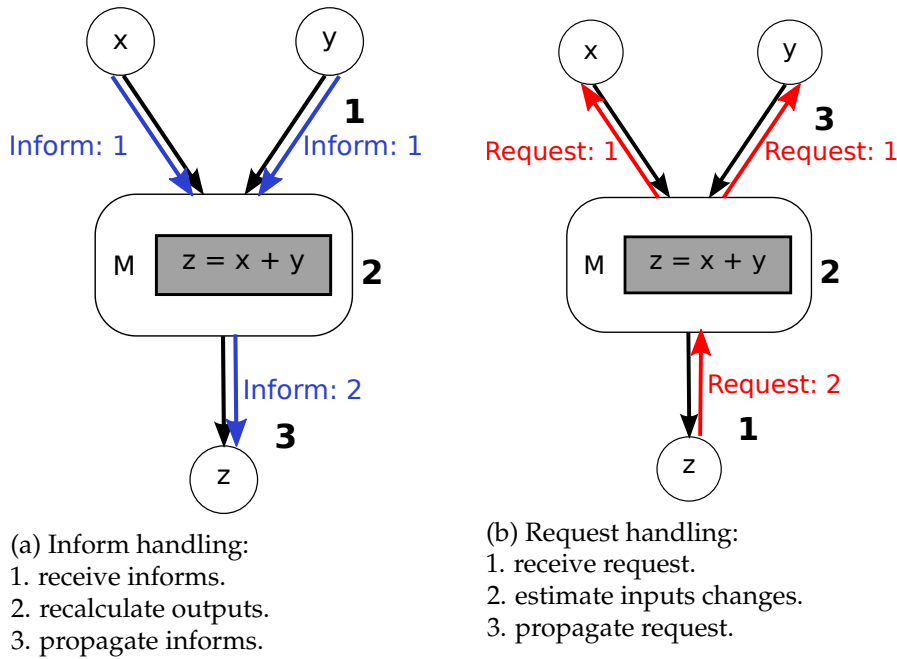 x
y
1
Inform: 1
Inform: 1
M
z = x + y
2
Inform: 2
3
z
(a) Inform handling:
1. receive informs.
2. recalculate outputs.
3. propagate informs.
x
y
3
Request: 1
Request: 1
M
z = x + y
2
Request: 2
1
z
(b) Request handling:
1. receive request.
2. estimate inputs changes.
3. propagate request.